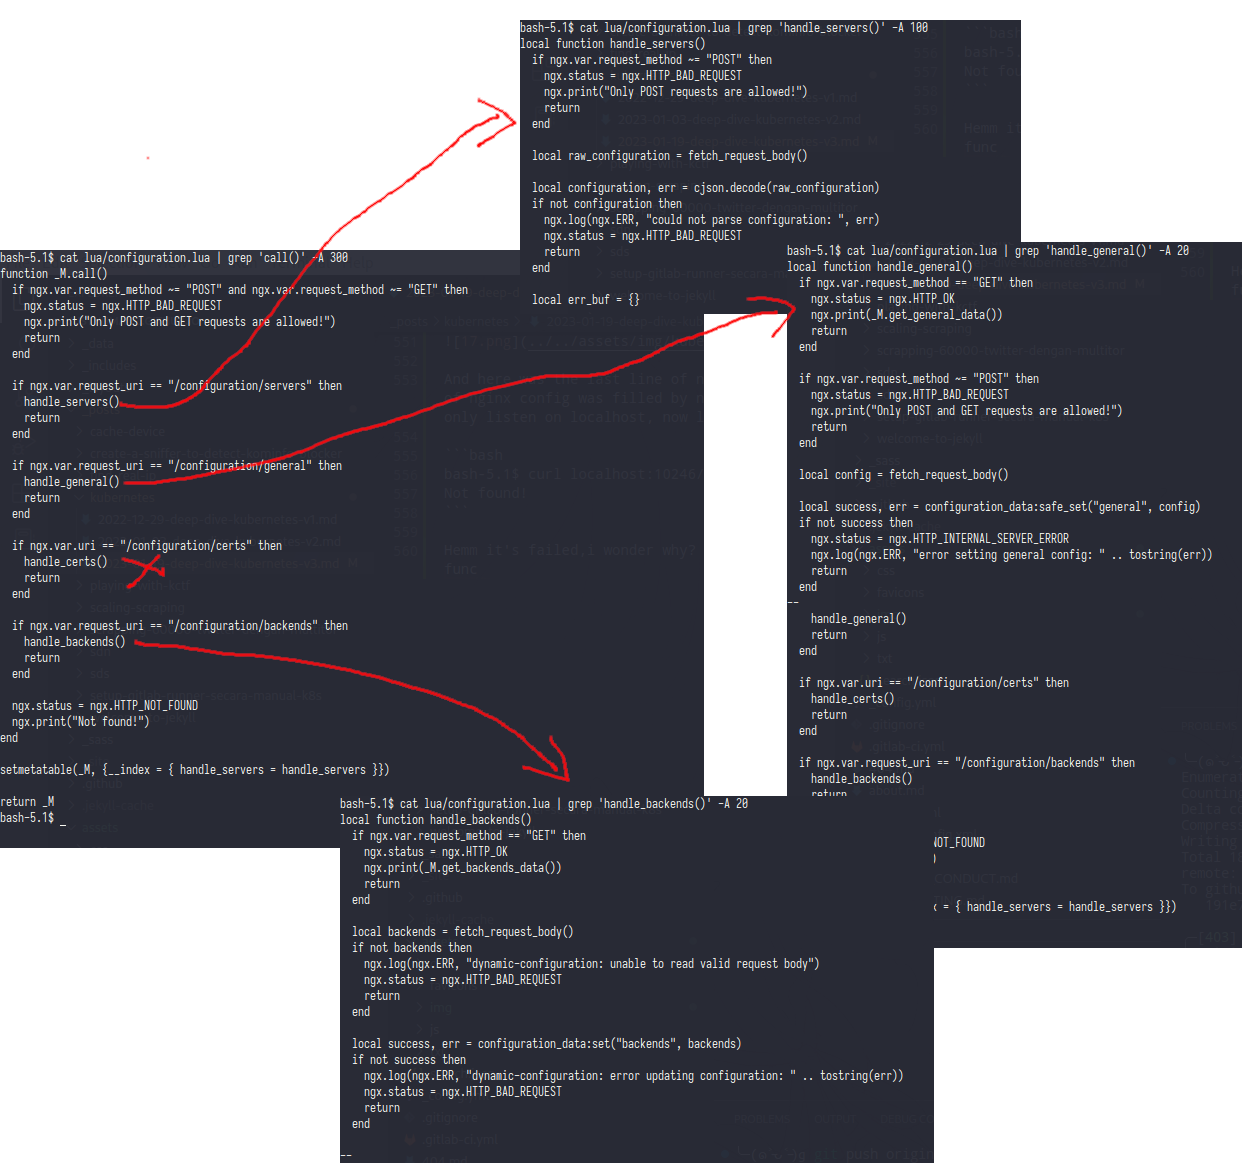 bash-5.1$ cat lua/configuration.lua | grep 'handle_servers()' -A 100
local function handle_servers()
  if ngx.var.request_method ~= "POST" then
    ngx.status = ngx.HTTP_BAD_REQUEST
    ngx.print("Only POST requests are allowed!")
    return
  end

  local raw_configuration = fetch_request_body()

  local configuration, err = cjson.decode(raw_configuration)
  if not configuration then
    ngx.log(ngx.ERR, "could not parse configuration: ", err)
    ngx.status = ngx.HTTP_BAD_REQUEST
    return
  end

  local err_buf = {}

bash-5.1$ cat lua/configuration.lua | grep 'call()' -A 300
function _M.call()
  if ngx.var.request_method ~= "POST" and ngx.var.request_method ~= "GET" then
    ngx.status = ngx.HTTP_BAD_REQUEST
    ngx.print("Only POST and GET requests are allowed!")
    return
  end

  if ngx.var.request_uri == "/configuration/servers" then
    handle_servers()
    return
  end

  if ngx.var.request_uri == "/configuration/general" then
    handle_general()
    return
  end

  if ngx.var.uri == "/configuration/certs" then
    handle_certs()
    return
  end

  if ngx.var.request_uri == "/configuration/backends" then
    handle_backends()
    return
  end

  ngx.status = ngx.HTTP_NOT_FOUND
  ngx.print("Not found!")
end

setmetatable(_M, {__index = { handle_servers = handle_servers }})

return _M
bash-5.1$ _

bash-5.1$ cat lua/configuration.lua | grep 'handle_general()' -A 20
local function handle_general()
  if ngx.var.request_method == "GET" then
    ngx.status = ngx.HTTP_OK
    ngx.print(_M.get_general_data())
    return
  end

  if ngx.var.request_method ~= "POST" then
    ngx.status = ngx.HTTP_BAD_REQUEST
    ngx.print("Only POST and GET requests are allowed!")
    return
  end

  local config = fetch_request_body()

  local success, err = configuration_data:safe_set("general", config)
  if not success then
    ngx.status = ngx.HTTP_INTERNAL_SERVER_ERROR
    ngx.log(ngx.ERR, "error setting general config: " .. tostring(err))
    return
  end
--
    handle_general()
    return
  end

  if ngx.var.uri == "/configuration/certs" then
    handle_certs()
    return
  end

  if ngx.var.request_uri == "/configuration/backends" then
    handle_backends()
    return
NOT_FOUND
)
= { handle_servers = handle_servers }})

bash-5.1$ cat lua/configuration.lua | grep 'handle_backends()' -A 20
local function handle_backends()
  if ngx.var.request_method == "GET" then
    ngx.status = ngx.HTTP_OK
    ngx.print(_M.get_backends_data())
    return
  end

  local backends = fetch_request_body()
  if not backends then
    ngx.log(ngx.ERR, "dynamic-configuration: unable to read valid request body")
    ngx.status = ngx.HTTP_BAD_REQUEST
    return
  end

  local success, err = configuration_data:set("backends", backends)
  if not success then
    ngx.log(ngx.ERR, "dynamic-configuration: error updating configuration: " .. tostring(err))
    ngx.status = ngx.HTTP_BAD_REQUEST
    return
  end

--